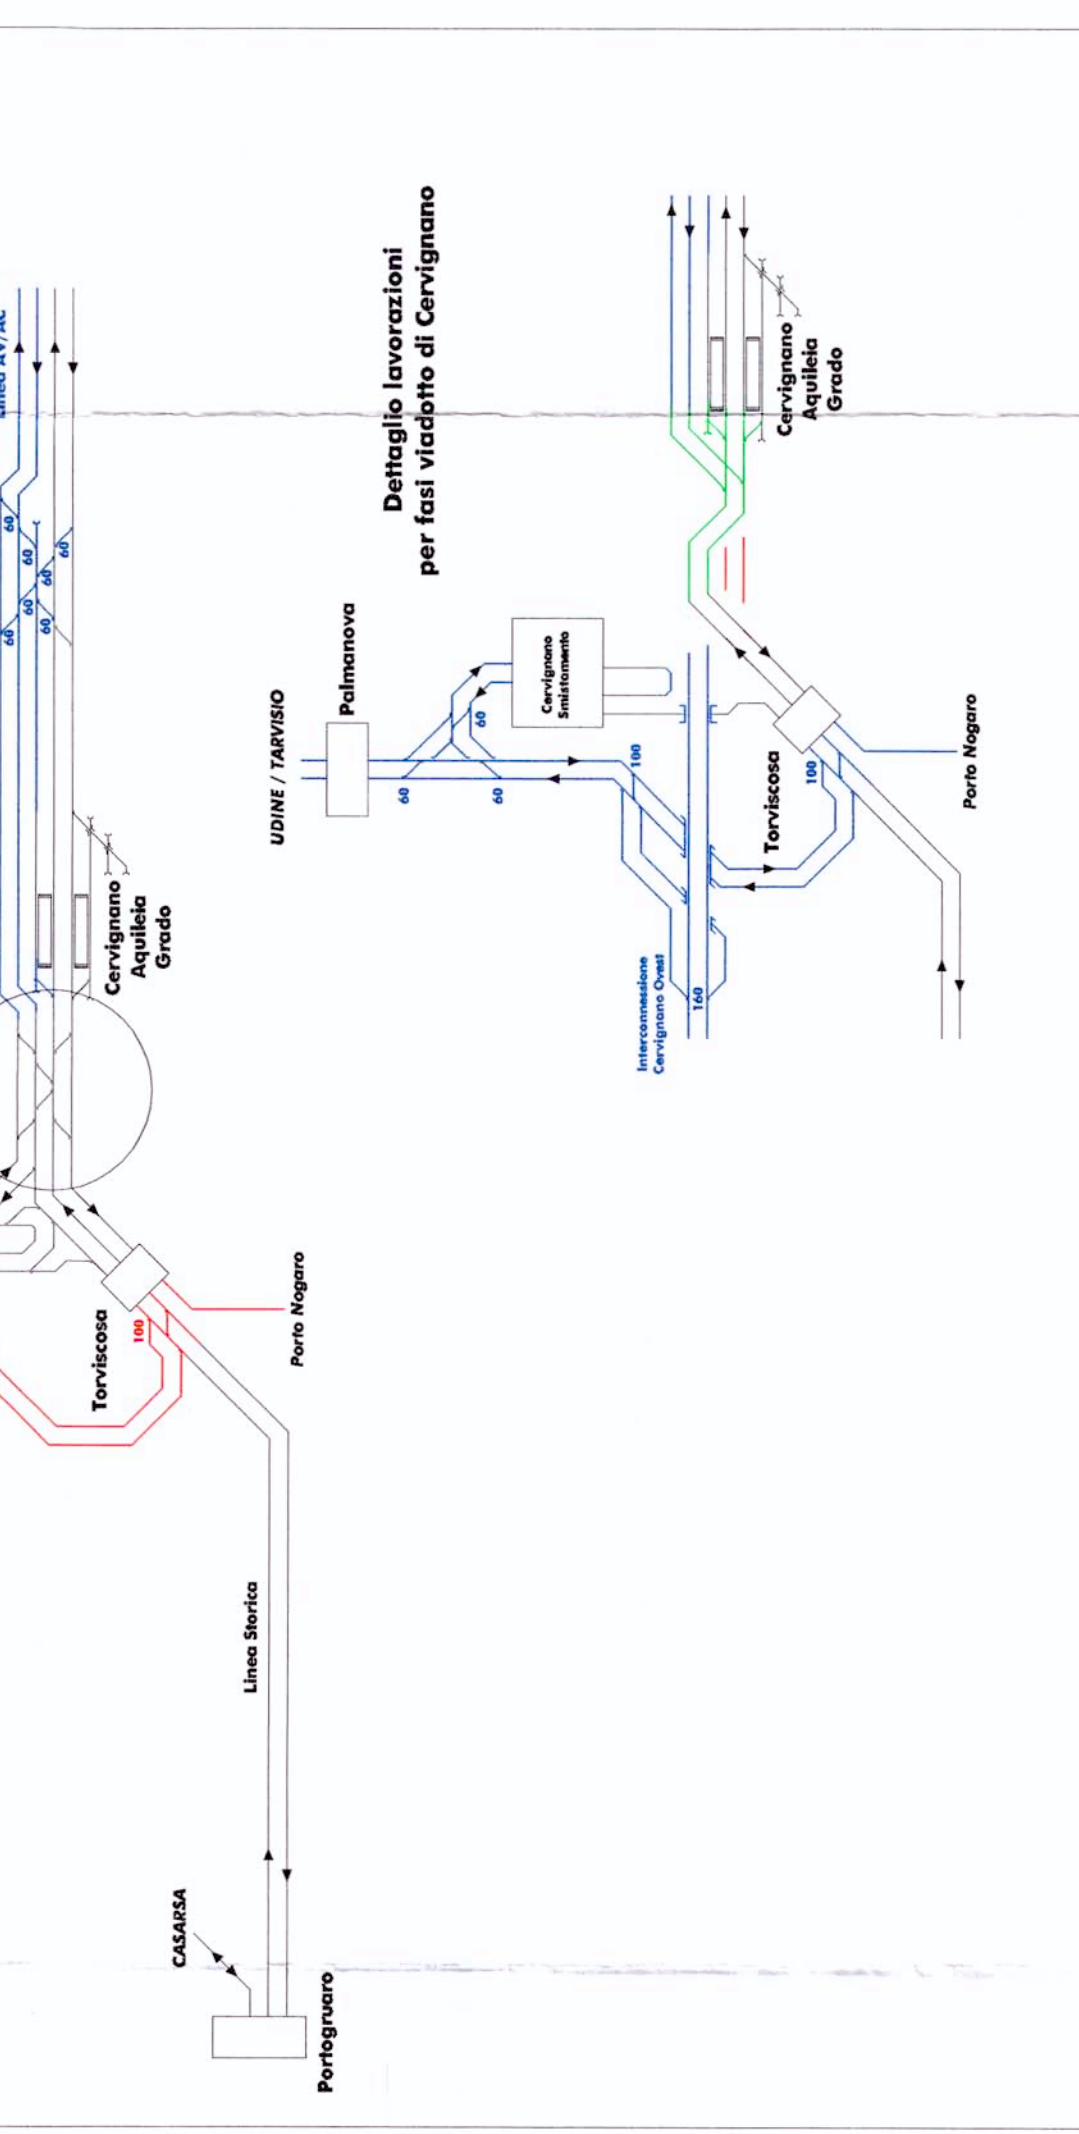 Linea AV/AC
60
60
60
60
60
60
60
Cervignano
Aquileia
Grado
Torviscosa
100
Porto Nogaro
Linea Storica
CASARSA
Portogruaro
Dettaglio lavorazioni
per fasi viadotto di Cervignano
UDINE / TARVISIO
Palmanova
60
60
60
Cervignano
Smistamento
100
Interconnessione
Cervignano Ovest
160
Torviscosa
100
Porto Nogaro
Cervignano
Aquileia
Grado